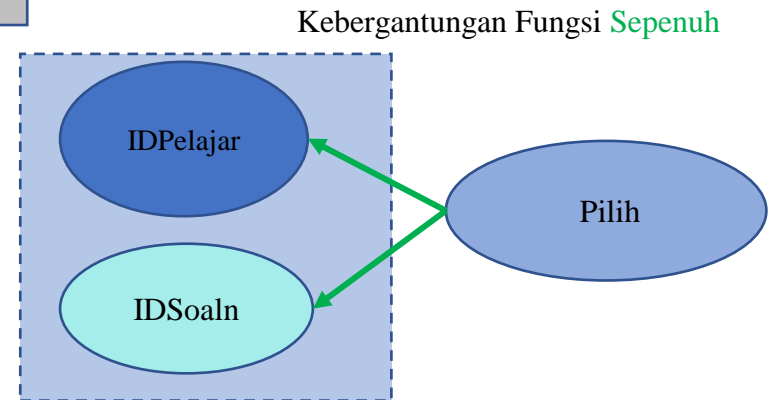 Kebergantungan Fungsi Sepenuh
IDPelajar
Pilih
IDSoaln